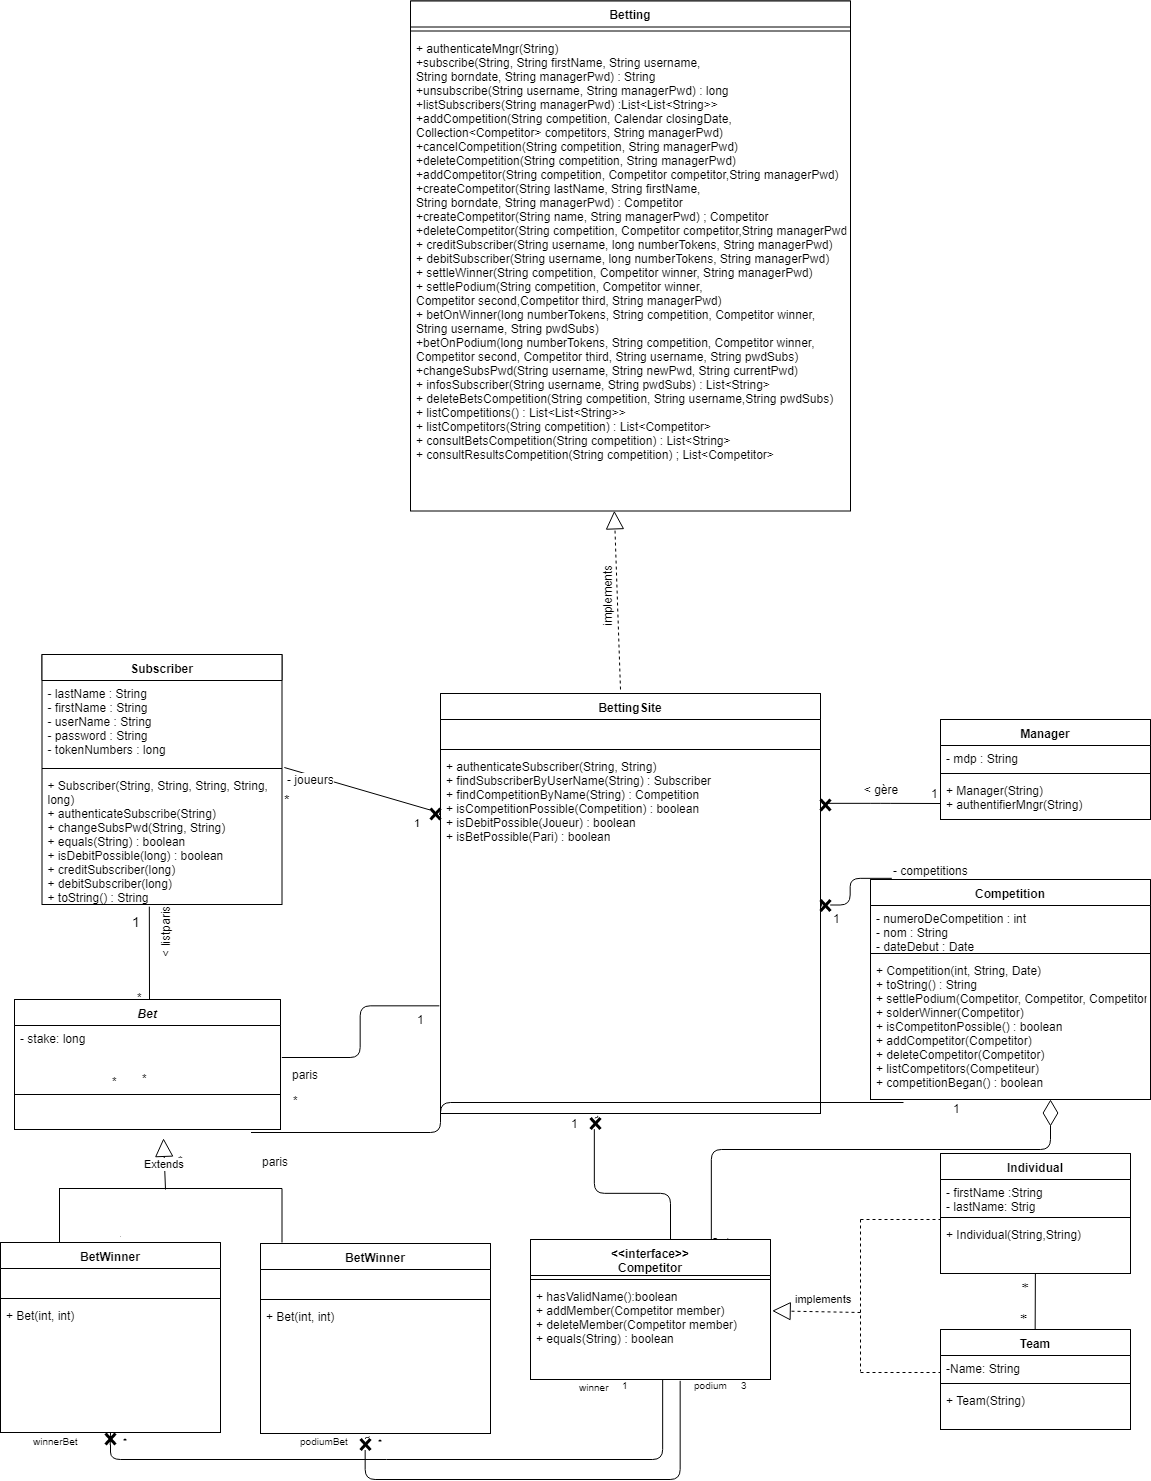 Betting
+ authenticateMngr(String)
+subscribe(String, String firstName, String username,
String borndate, String managerPwd) : String
+unsubscribe(String username, String managerPwd) : long
+listSubscribers(String managerPwd) :List<List<String>>
+addCompetition(String competition, Calendar closingDate,
Collection<Competitor> competitors, String managerPwd)
+cancelCompetition(String competition, String managerPwd)
+deleteCompetition(String competition, String managerPwd)
+addCompetitor(String competition, Competitor competitor,String managerPwd)
+createCompetitor(String lastName, String firstName,
String borndate, String managerPwd) : Competitor
+createCompetitor(String name, String managerPwd) ; Competitor
+deleteCompetitor(String competition, Competitor competitor,String managerPwd
+ creditSubscriber(String username, long numberTokens, String managerPwd)
+ debitSubscriber(String username, long numberTokens, String managerPwd)
+ settleWinner(String competition, Competitor winner, String managerPwd)
+ settlePodium(String competition, Competitor winner,
Competitor second,Competitor third, String managerPwd)
+ betOnWinner(long numberTokens, String competition, Competitor winner,
String username, String pwdSubs)
+betOnPodium(long numberTokens, String competition, Competitor winner,
Competitor second, Competitor third, String username, String pwdSubs)
+changeSubsPwd(String username, String newPwd, String currentPwd)
+ infosSubscriber(String username, String pwdSubs) : List<String>
+ deleteBetsCompetition(String competition, String username,String pwdSubs)
+ listCompetitions() : List<List<String>>
+ listCompetitors(String competition) : List<Competitor>
+ consultBetsCompetition(String competition) : List<String>
+ consultResultsCompetition(String competition) ; List<Competitor>
implements
Subscriber
- lastName : String
- firstName : String
- userName : String
- password : String
- tokenNumbers : long
+ Subscriber(String, String, String, String,
long)
+ authenticateSubscribe(String)
+ changeSubsPwd(String, String)
+ equals(String) : boolean
+ isDebitPossible(long) : boolean
+ creditSubscriber(long)
+ debitSubscriber(long)
+ toString() : String
- joueurs
*
1
BettingSite
+ authenticateSubscriber(String, String)
+ findSubscriberByUserName(String) : Subscriber
+ findCompetitionByName(String) : Competition
+ isCompetitionPossible(Competition) : boolean
+ isDebitPossible(Joueur) : boolean
+ isBetPossible(Pari) : boolean
< gère
1
Manager
- mdp : String
+ Manager(String)
+ authentifierMngr(String)
- competitions
1
Competition
- numeroDeCompetition : int
- nom : String
- dateDebut : Date
+ Competition(int, String, Date)
+ toString() : String
+ settlePodium(Competitor, Competitor, Competitor
+ solderWinner(Competitor)
+ isCompetitonPossible() : boolean
+ addCompetitor(Competitor)
+ deleteCompetitor(Competitor)
+ listCompetitors(Competiteur)
+ competitionBegan() : boolean
1
< listparis
*
Bet
- stake: long
*
*
1
paris
*
1
1
Extends
paris
BetWinner
+ Bet(int, int)
BetWinner
+ Bet(int, int)
<<interface>>
Competitor
+ hasValidName():boolean
+ addMember(Competitor member)
+ deleteMember(Competitor member)
+ equals(String) : boolean
implements
Individual
- firstName :String
- lastName: Strig
+ Individual(String,String)
*
*
Team
-Name: String
+ Team(String)
winner
1
podium
3
winnerBet
*
podiumBet
*